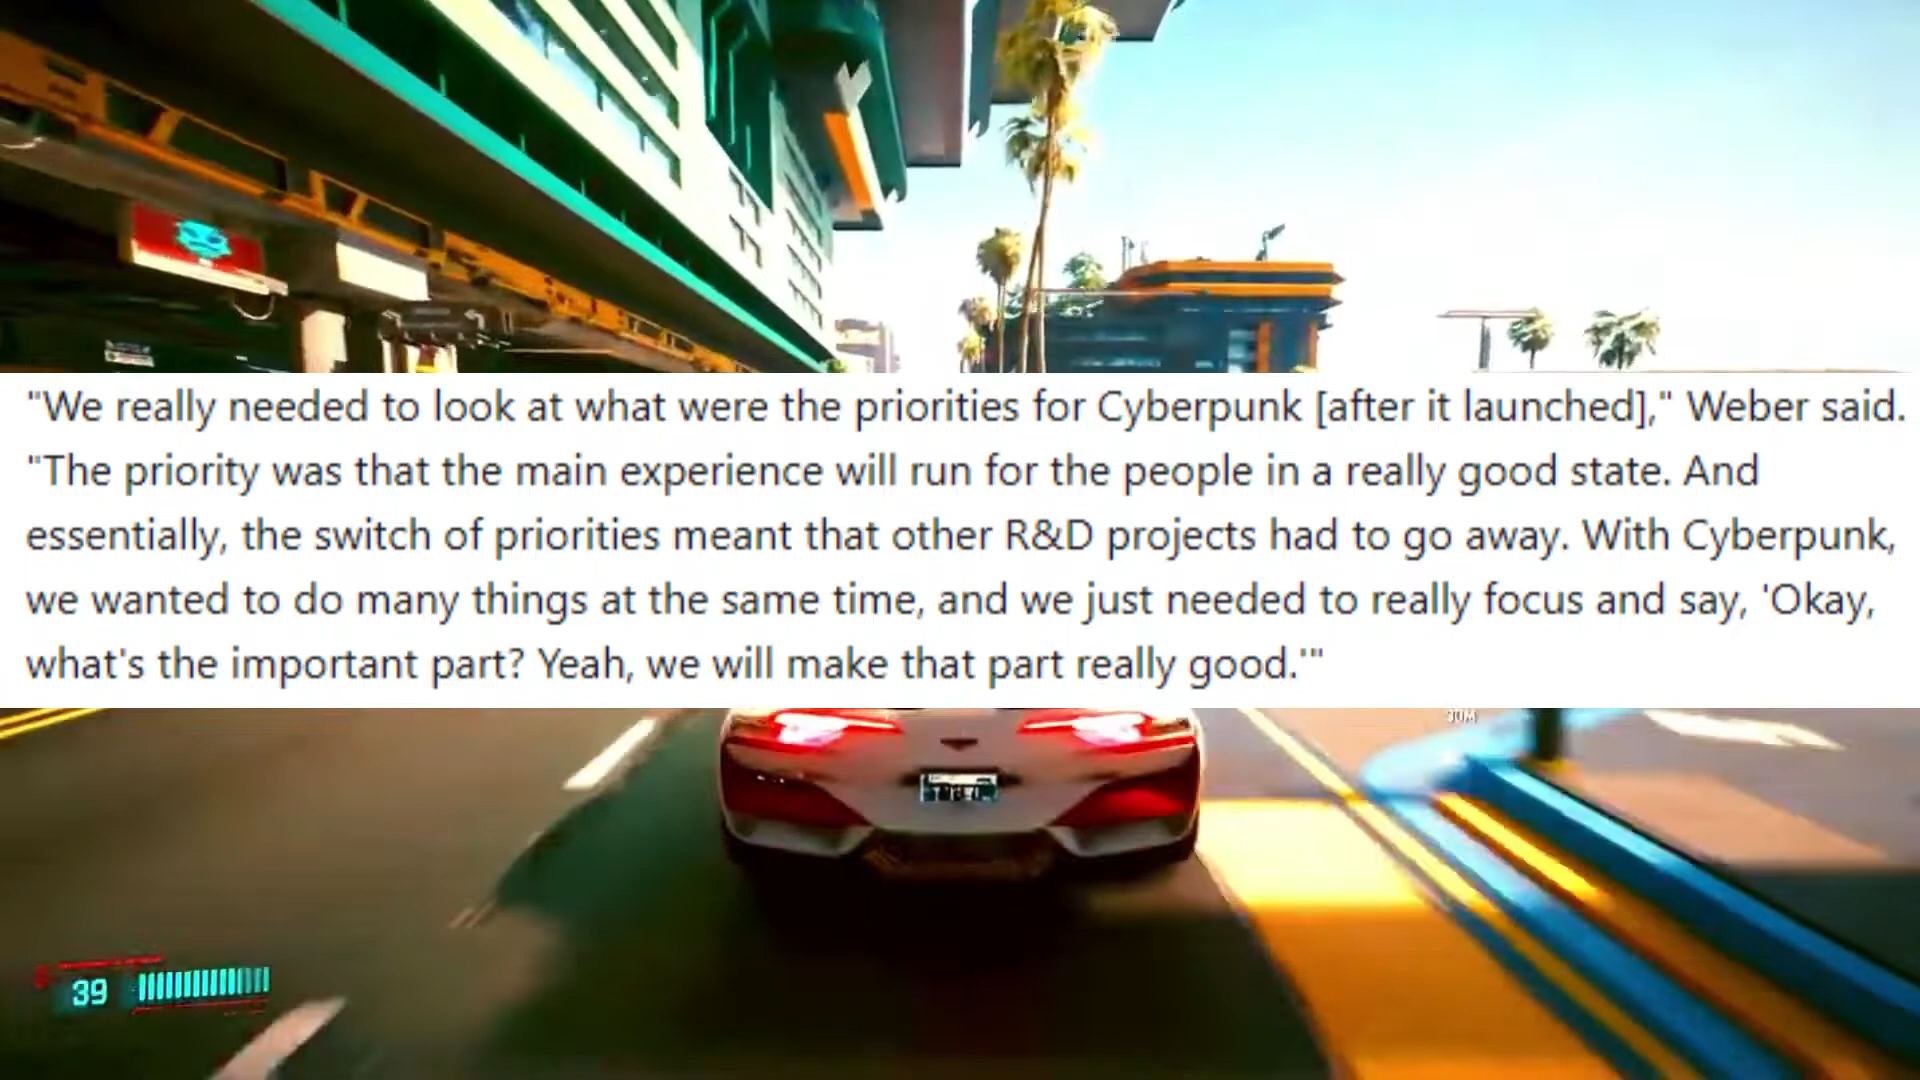 "We really needed to look at what were the priorities for Cyberpunk [after it launched]," Weber said.
"The priority was that the main experience will run for the people in a really good state. And
essentially, the switch of priorities meant that other R&D projects had to go away. With Cyberpunk,
we wanted to do many things at the same time, and we just needed to really focus and say, 'Okay,
what's the important part? Yeah, we will make that part really good.'"
30M
39